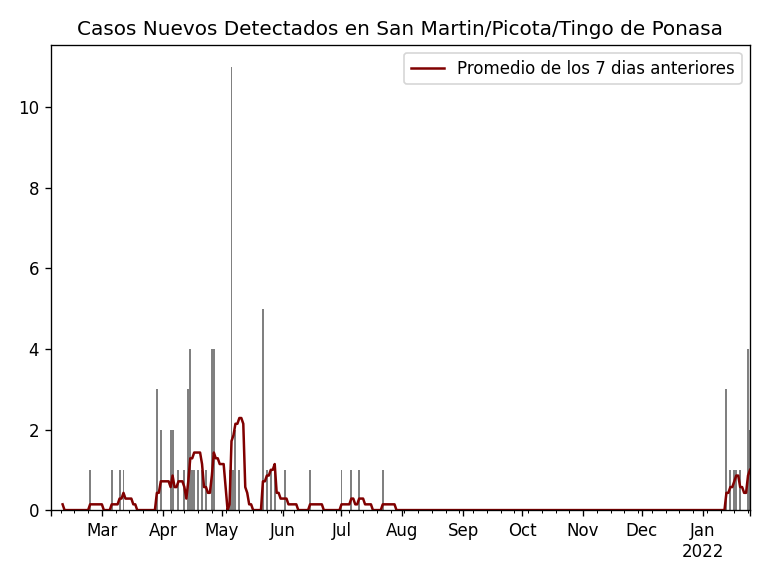 Casos Nuevos Detectados en San Martin/Picota/Tingo de Ponasa
Promedio de los 7 dias anteriores
10
8
6
4
2
0
Mar Apr May Jun Jul Aug Sep Oct Nov Dec Jan
2022